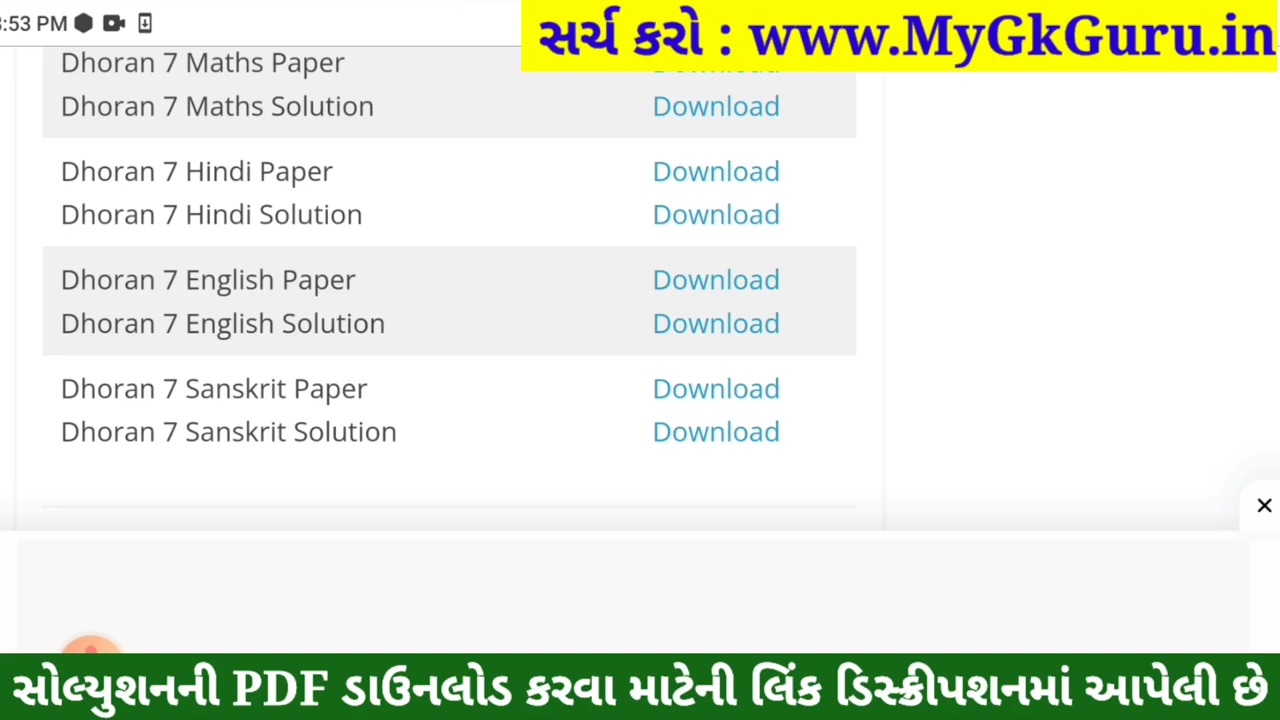 :53 PM
સર્ચ કરો : www.MyGkGuru.in
Dhoran 7 Maths Paper
Dhoran 7 Maths Solution Download
Dhoran 7 Hindi Paper Download
Dhoran 7 Hindi Solution Download
Dhoran 7 English Paper Download
Dhoran 7 English Solution Download
Dhoran 7 Sanskrit Paper Download
Dhoran 7 Sanskrit Solution Download
સોલ્યુશનની PDF ડાઉનલોડ કરવા માટેની લિંક ડિસ્ક્રીપશનમાં આપેલી છે